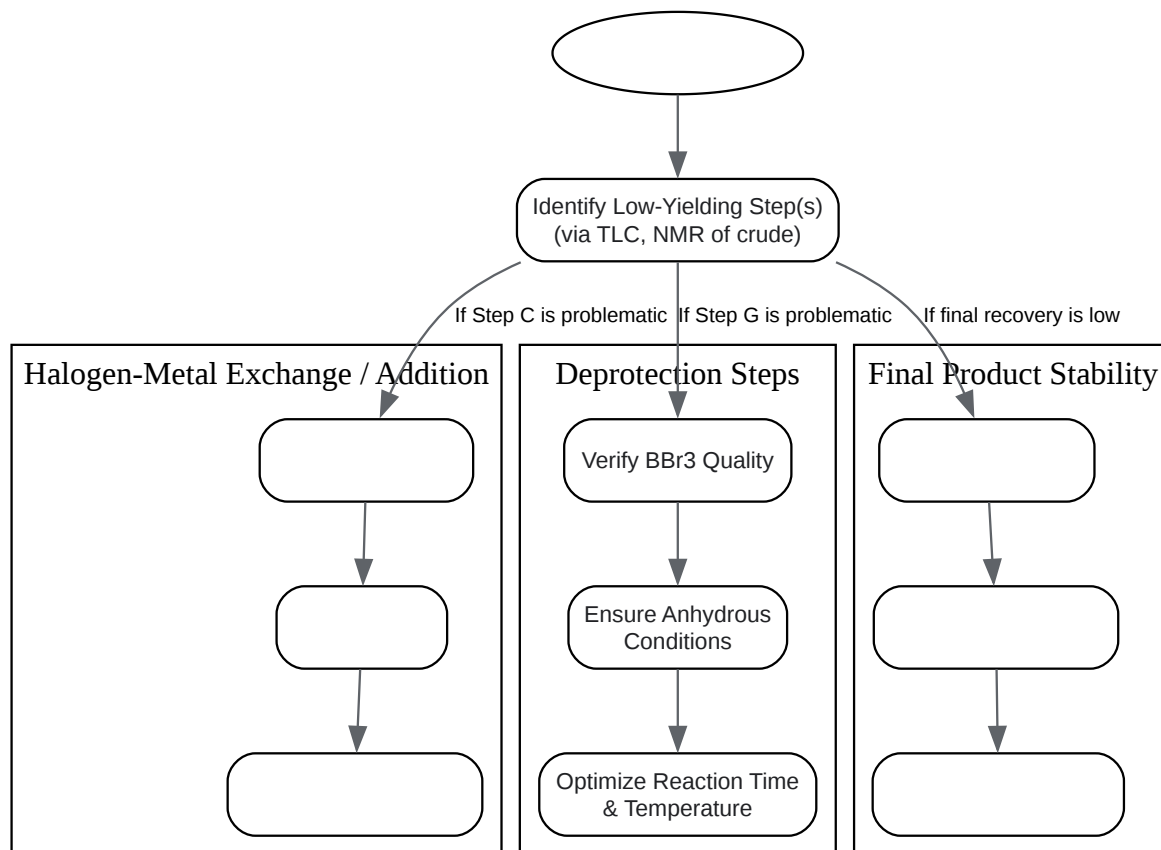 Identify Low-Yielding Step(s)
(via TLC, NMR of crude)
If Step C is problematic
If Step G is problematic
If final recovery is low
Halogen-Metal Exchange / Addition
Deprotection Steps
Final Product Stability
Verify BBr3 Quality
Ensure Anhydrous
Conditions
Optimize Reaction Time
& Temperature